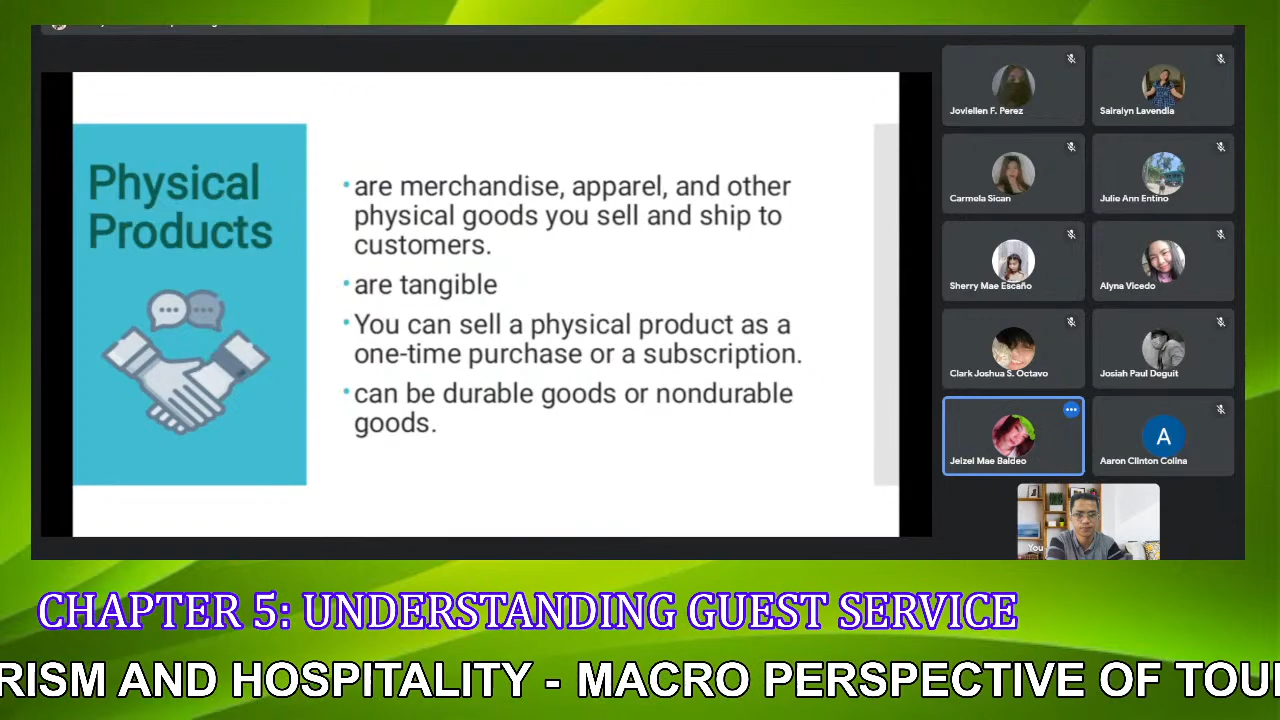 Physical
Products
• are merchandise, apparel, and other
physical goods you sell and ship to
customers.
• are tangible
• You can sell a physical product as a
one-time purchase or a subscription.
• can be durable goods or nondurable
goods.
Joviellen F. Perez
Sairalyn Lavendia
Carmela Sican
Julie Ann Entino
Sherry Mae Escaño
Alyna Vicedo
Clark Joshua S. Octavo
Josiah Paul Deguit
Jeizel Mae Baldeo
A
Aaron Clinton Colina
You
CHAPTER 5: UNDERSTANDING GUEST SERVICE
RISM AND HOSPITALITY - MACRO PERSPECTIVE OF TOU